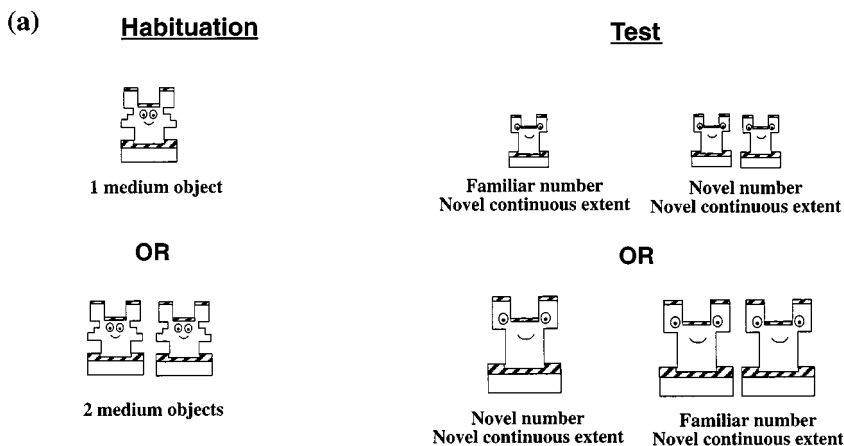 (a)
Habituation
Test
1 medium object
Familiar number
Novel continuous extent
Novel number
Novel continuous extent
OR
OR
2 medium objects
Novel number
Novel continuous extent
Familiar number
Novel continuous extent